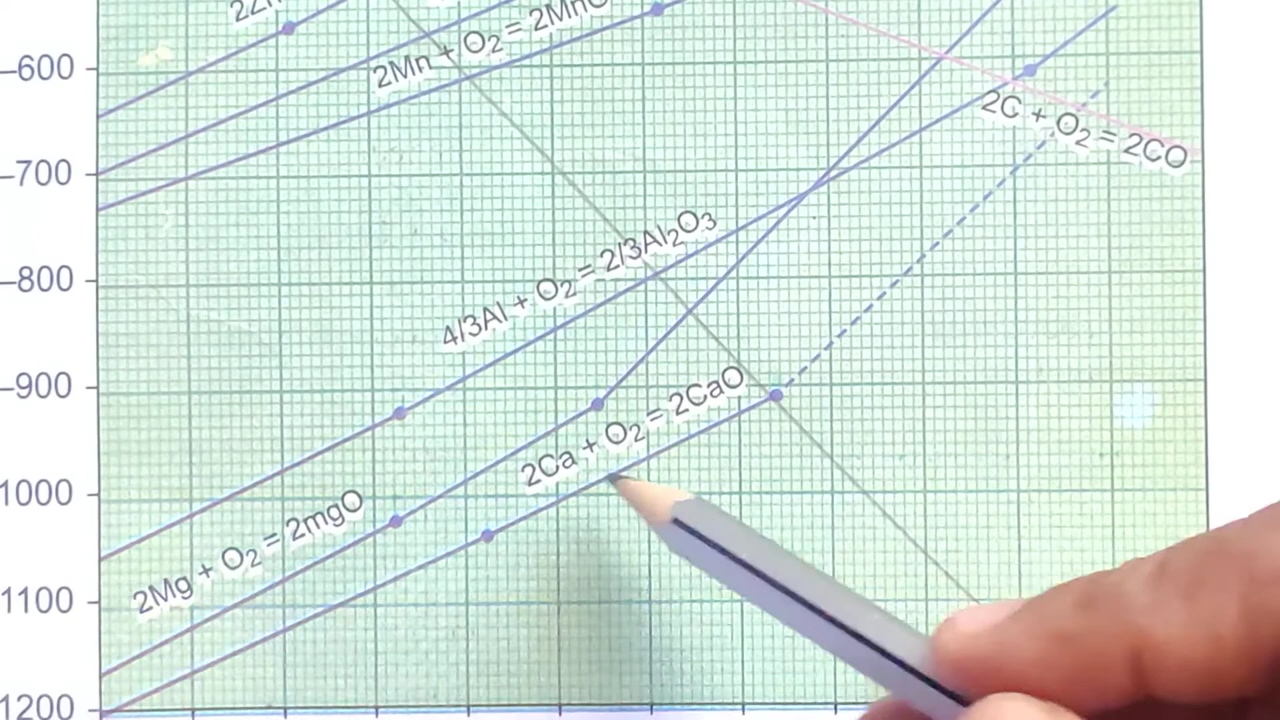 2Zn
2Mn + O2 = 2MnO
–600
2C + O2 = 2CO
–700
4/3Al + O2 = 2/3Al2O3
–800
–900
2Ca + O2 = 2CaO
1000
2Mg + O2 = 2mgO
1100
1200